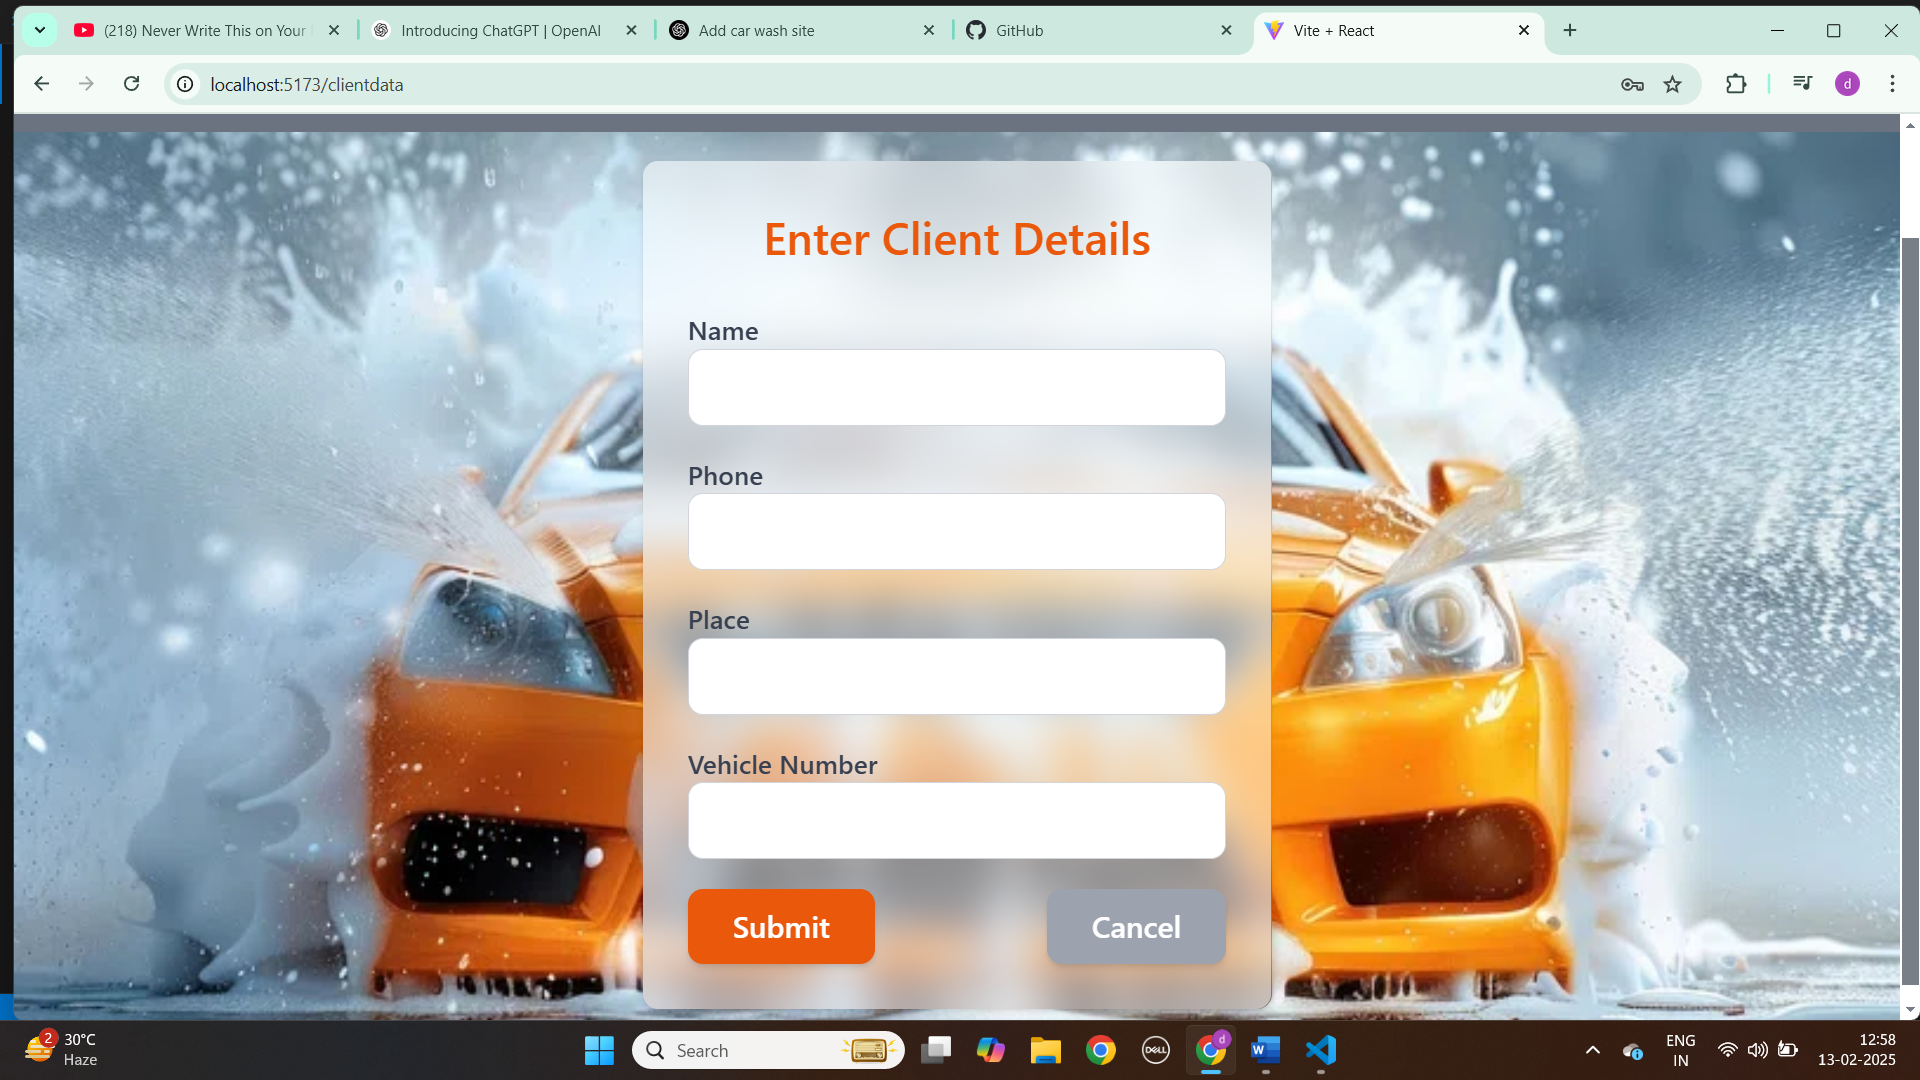 (218) Never Write This on Your
Introducing ChatGPT | OpenAI
Add car wash site
GitHub
Vite + React
localhost:5173/clientdata
d
Enter Client Details
Name
Phone
Place
Vehicle Number
Submit
Cancel
2
30°C
Haze
Search
DELL
d
W
ENG
IN
12:58
13-02-2025